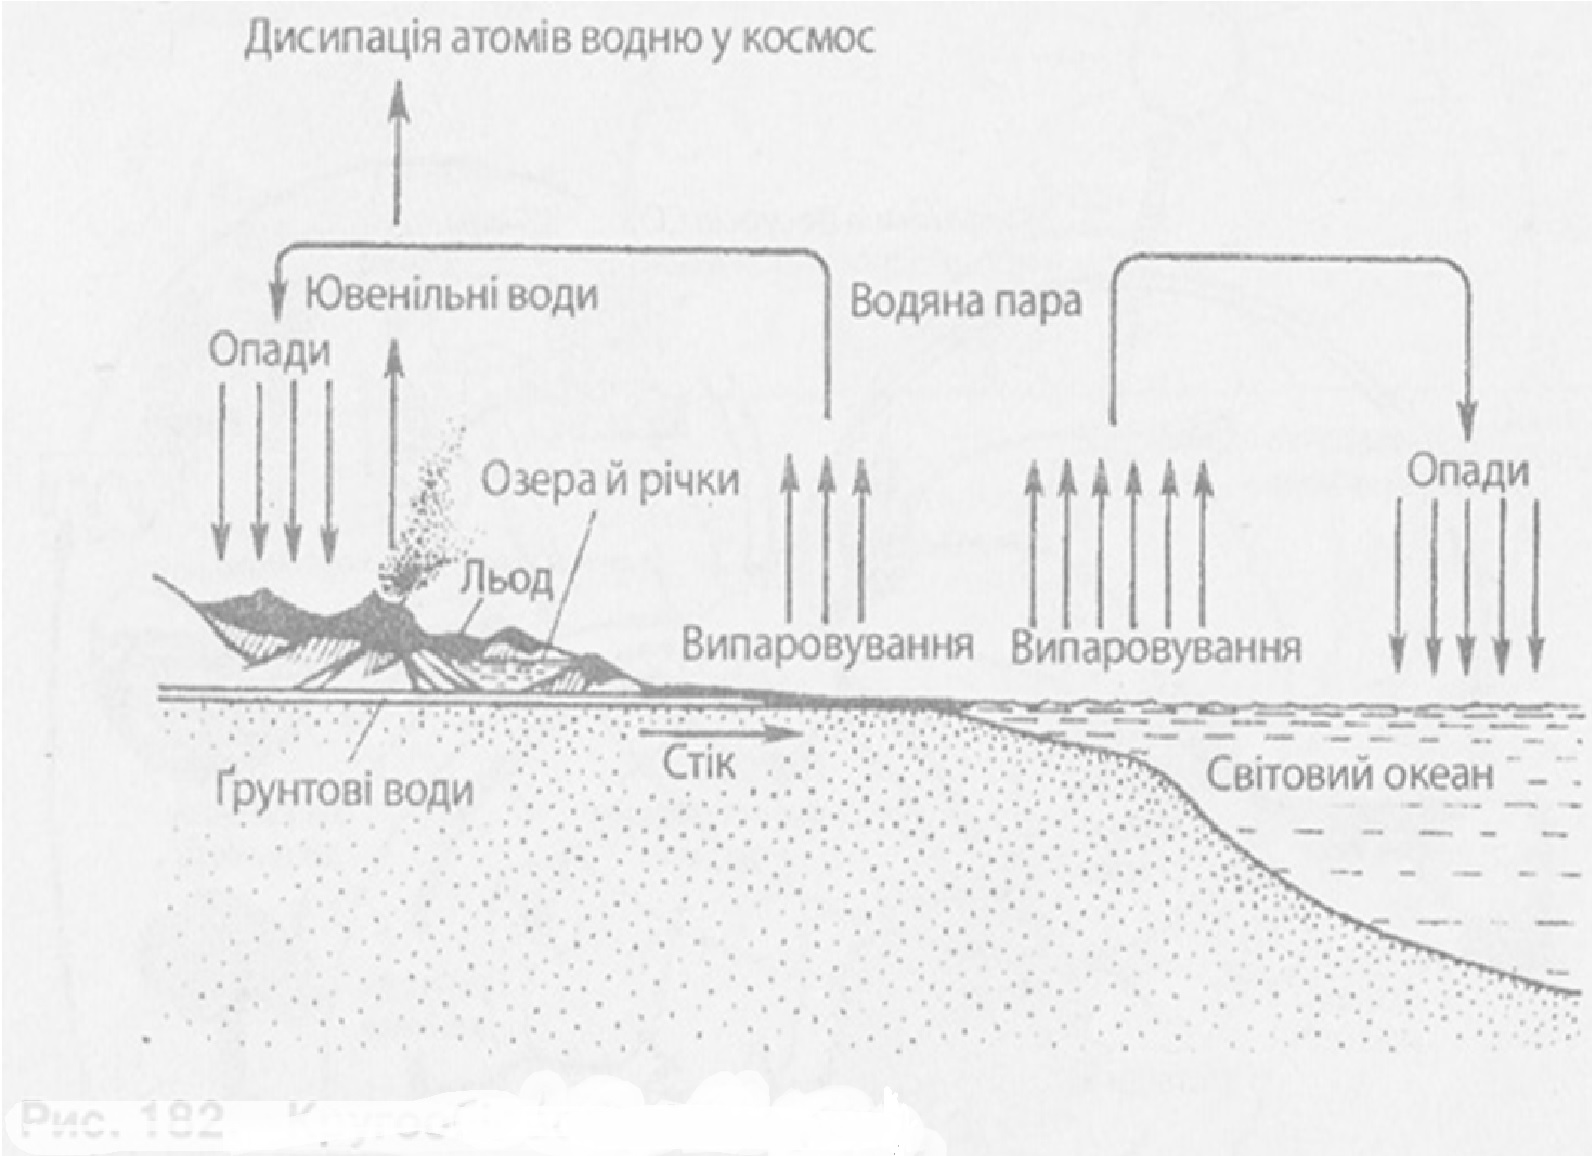 Дисипація атомів водню у космос
Ювенільні води
Водяна пара
Опади
Озера й річки
Опади
Льод
Випаровування
Випаровування
Стік
Світовий океан
Ґрунтові води
Рис. 182